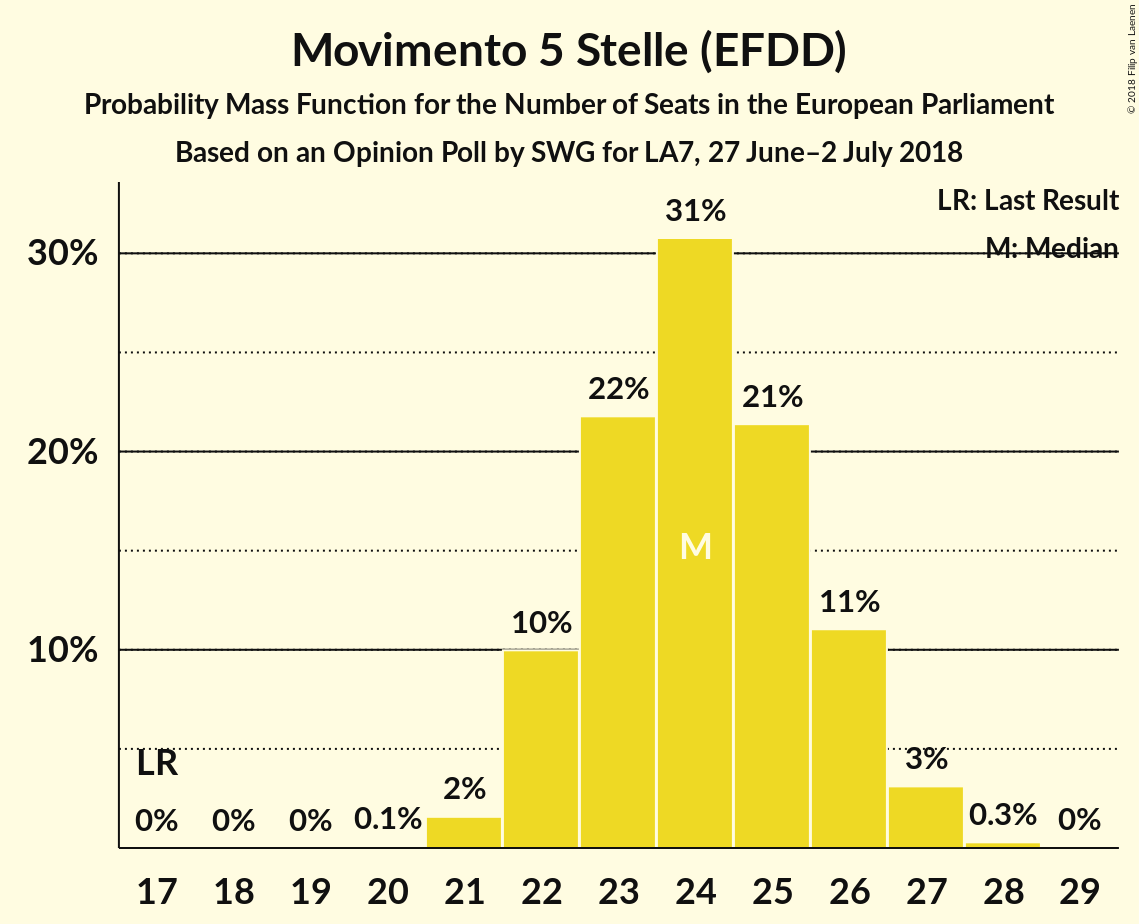 Movimento 5 Stelle (EFDD)
Probability Mass Function for the Number of Seats in the European Parliament
Based on an Opinion Poll by SWG for LA7, 27 June–2 July 2018
© 2018 Filip van Laenen
LR: Last Result
M: Median
30%
20%
10%
31%
22%
21%
M
10%
11%
LR
0%
0%
0%
0.1%
2%
3%
0.3%
0%
17 18 19 20 21 22 23 24 25 26 27 28 29